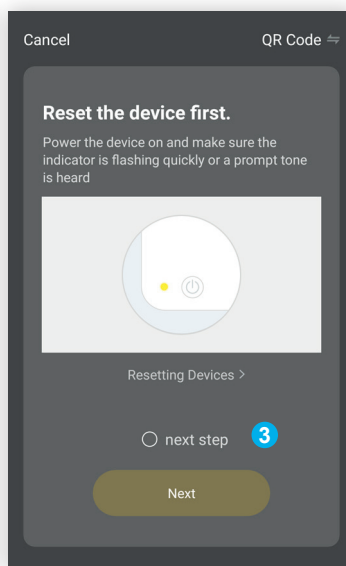 Cancel
QR Code
Reset the device first.
Power the device on and make sure the
indicator is flashing quickly or a prompt tone
is heard
Resetting Devices >
next step
3
Next